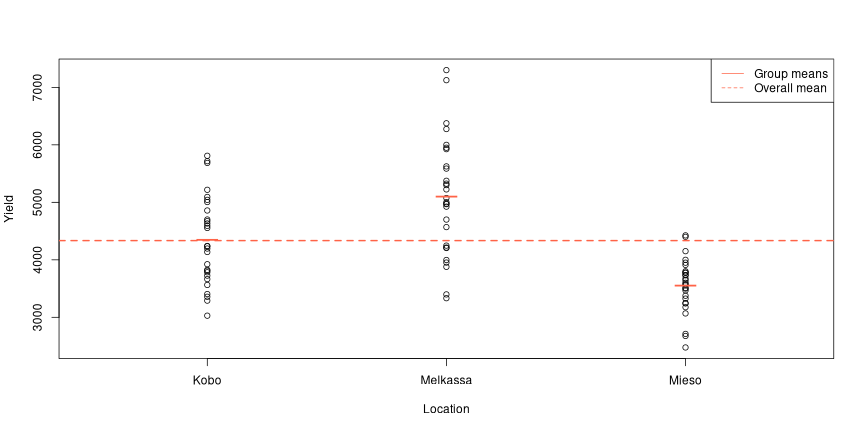 Group means
Overall mean
7000
6000
5000
4000
3000
Yield
Kobo
Melkassa
Mieso
Location